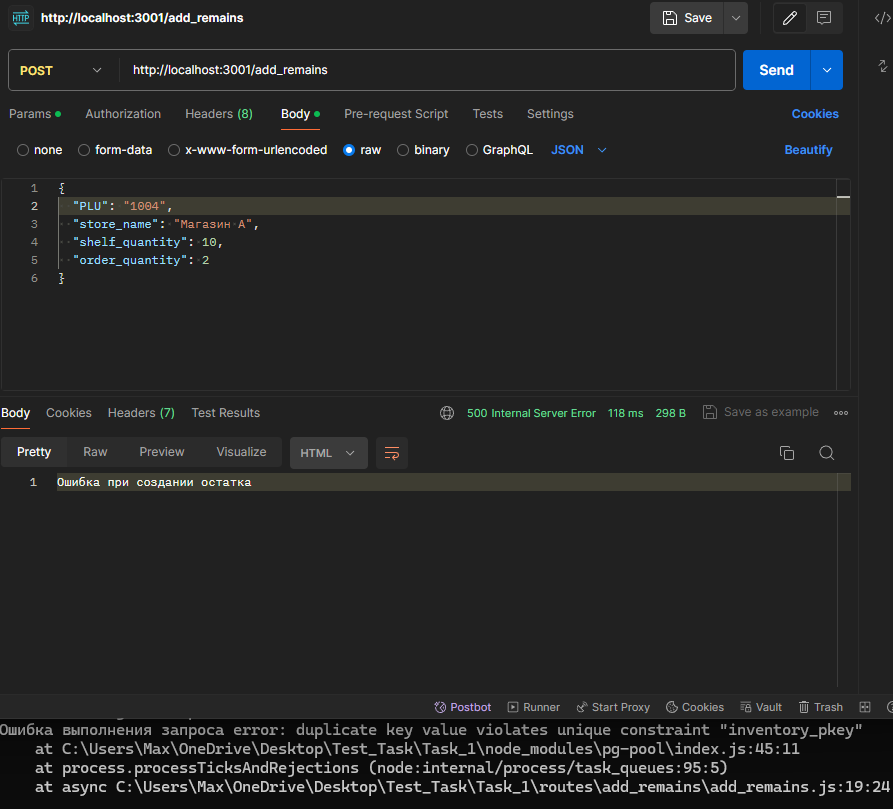 HTTP http://localhost:3001/add_remains Save
POST http://localhost:3001/add_remains Send
Params Authorization Headers (8) Body Pre-request Script Tests Settings Cookies
none form-data x-www-form-urlencoded raw binary GraphQL JSON Beautify
1 {
2 "PLU": "1004",
3 "store_name": "Магазин А",
4 "shelf_quantity": 10,
5 "order_quantity": 2
6 }
Body Cookies Headers (7) Test Results 500 Internal Server Error 118 ms 298 B Save as example
Pretty Raw Preview Visualize HTML
1 Ошибка при создании остатка
Postbot Runner Start Proxy Cookies Vault Trash
Ошибка выполнения запроса error: duplicate key value violates unique constraint "inventory_pkey"
at C:\Users\Max\OneDrive\Desktop\Test_Task\Task_1\node_modules\pg-pool\index.js:45:11
at process.processTicksAndRejections (node:internal/process/task_queues:95:5)
at async C:\Users\Max\OneDrive\Desktop\Test_Task\Task_1\routes\add_remains\add_remains.js:19:24